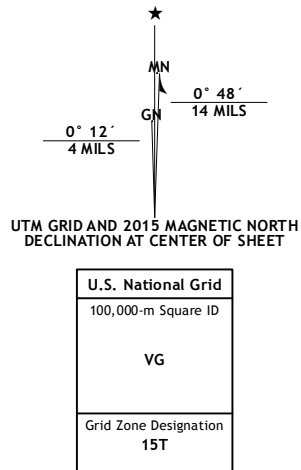 MN
0° 48´
14 MILS
GN
0° 12´
4 MILS
UTM GRID AND 2015 MAGNETIC NORTH
DECLINATION AT CENTER OF SHEET
U.S. National Grid
100,000-m Square ID
VG
Grid Zone Designation
15T